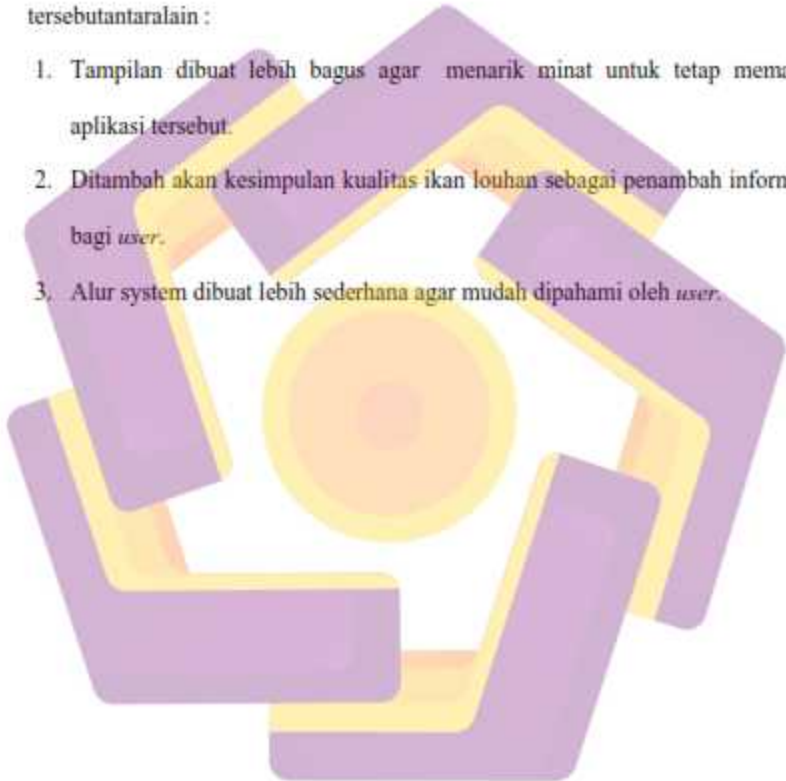 tersebutantaralain :
1. Tampilan dibuat lebih bagus agar menarik minat untuk tetap mema
aplikasi tersebut.
2. Ditambah akan kesimpulan kualitas ikan louhan sebagai penambah inform
bagi user.
3. Alur system dibuat lebih sederhana agar mudah dipahami oleh user.